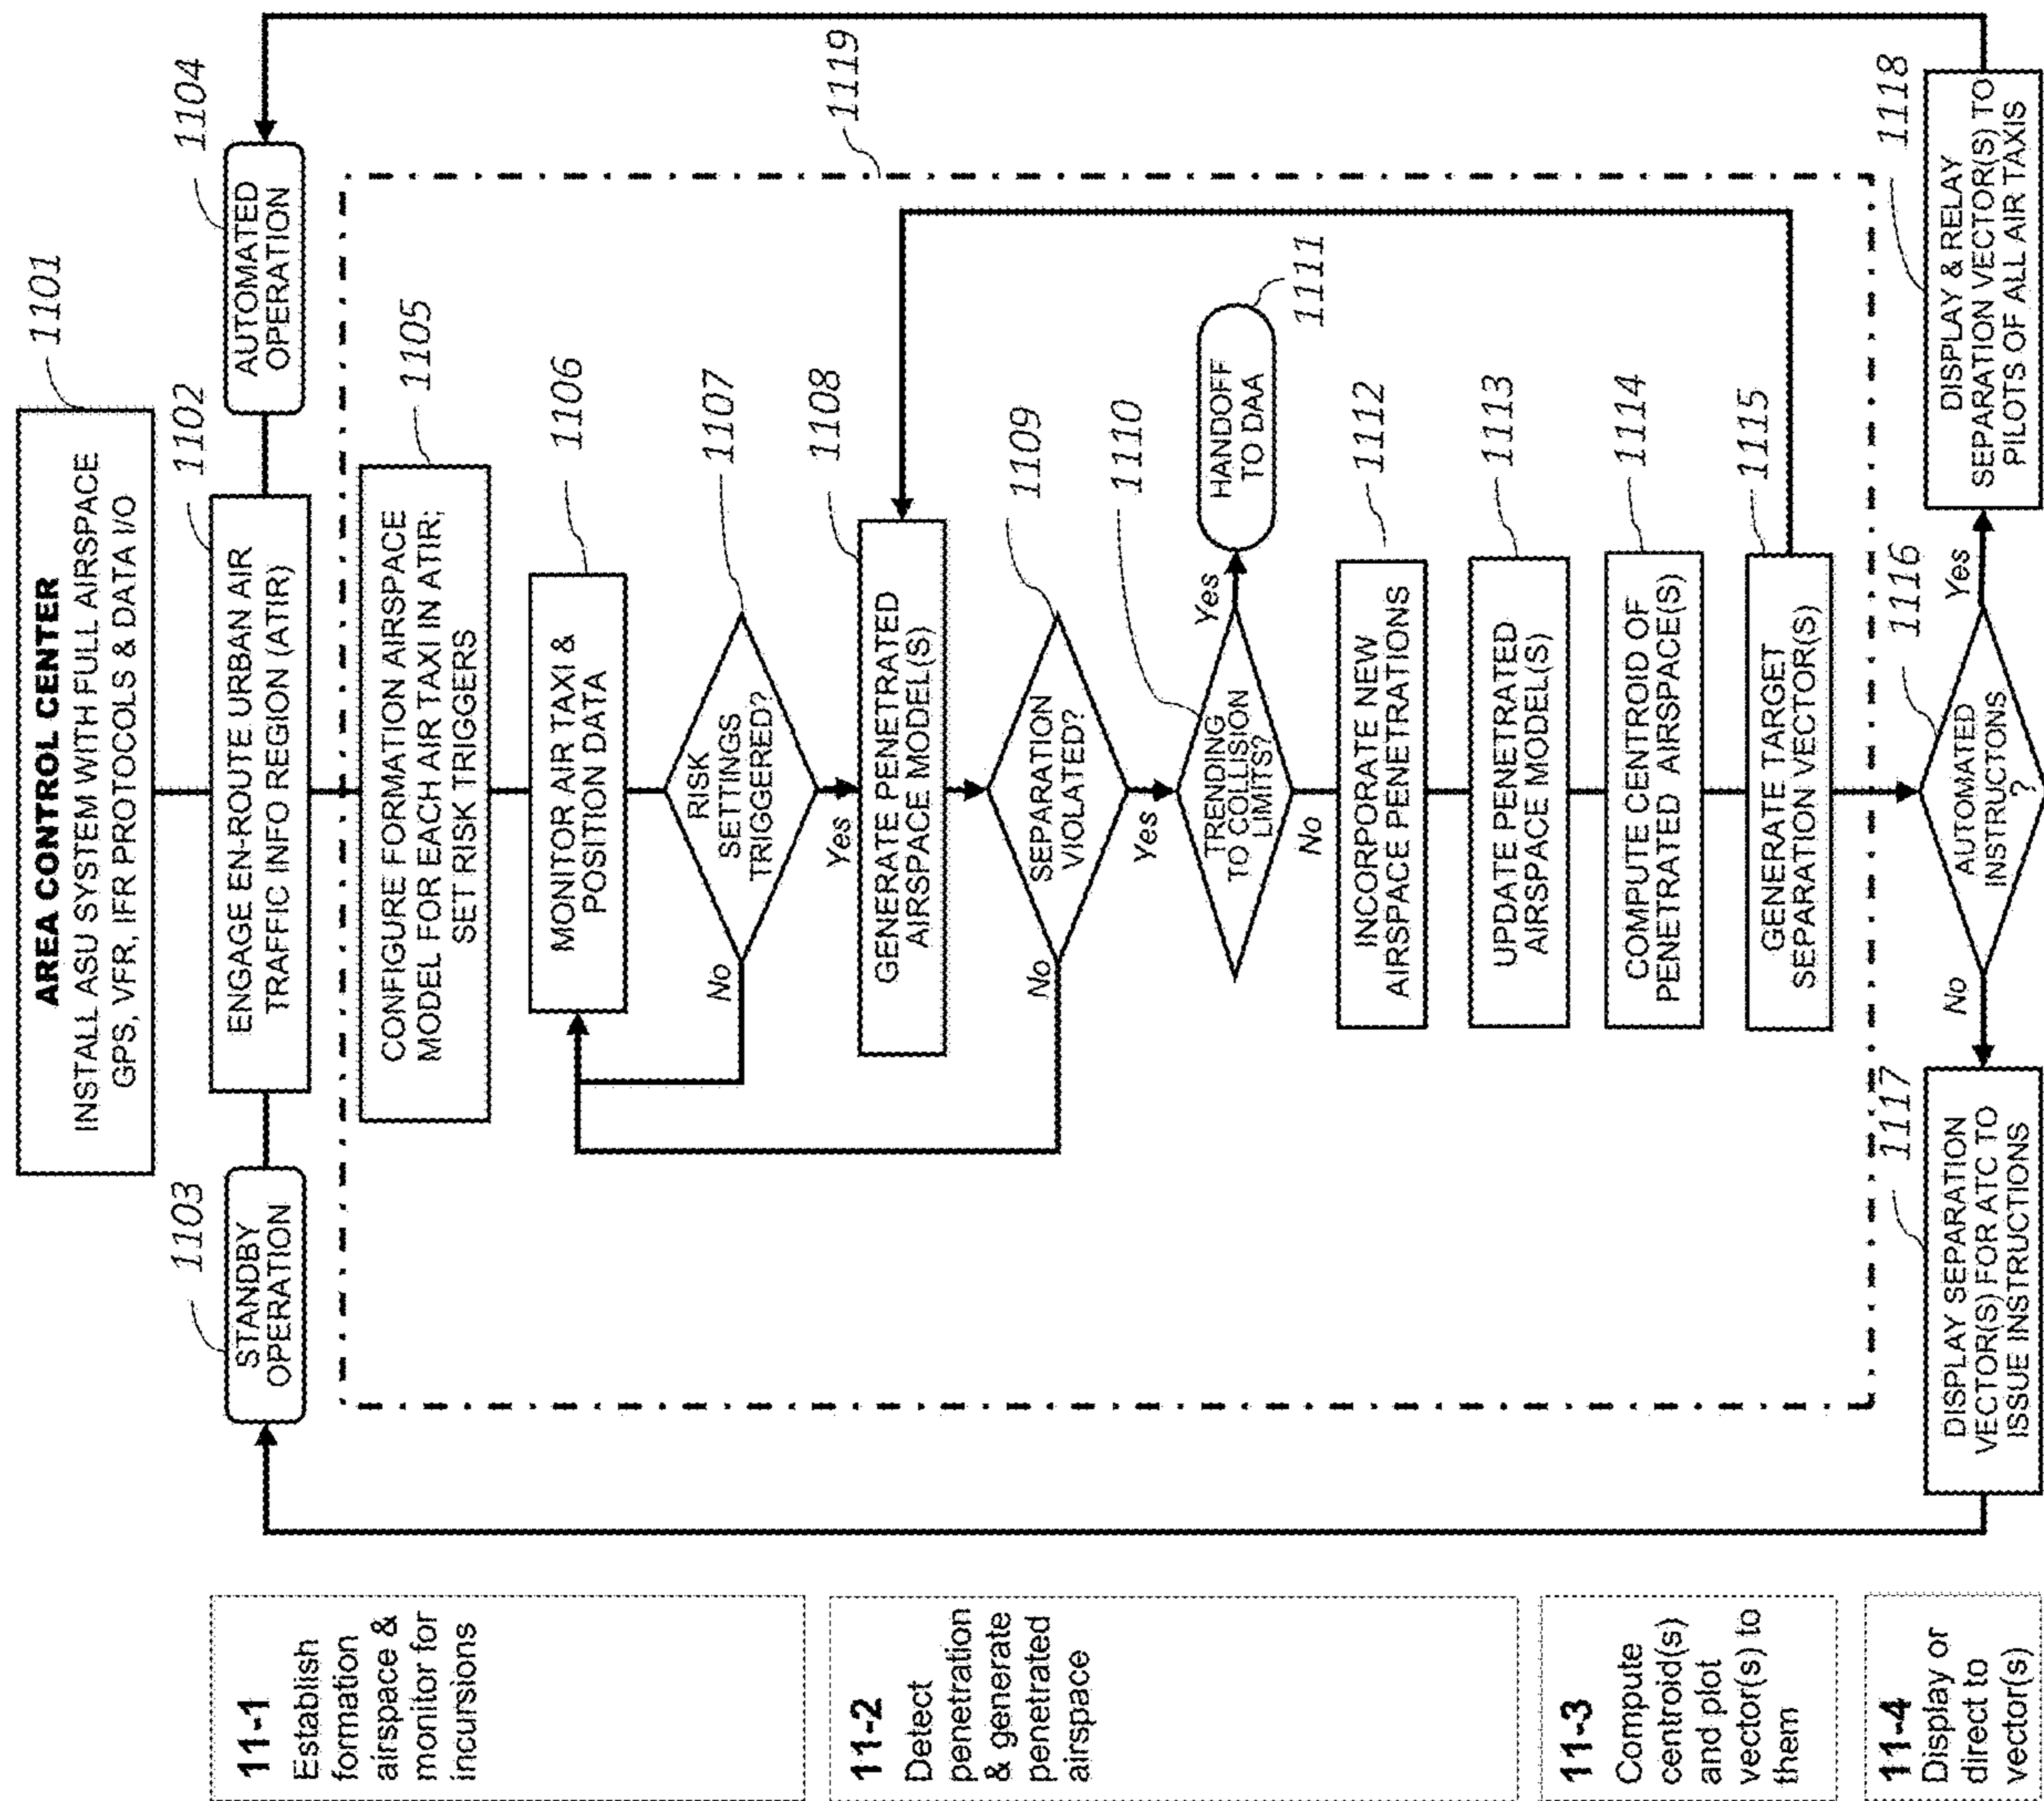 AREA CONTROL CENTER
INSTALL ASU SYSTEM WITH FULL AIRSPACE
GPS, VFR, IFR PROTOCOLS & DATA I/O
1101
STANDBY
OPERATION
1103
ENGAGE EN-ROUTE URBAN AIR
TRAFFIC INFO REGION (ATIR)
1102
AUTOMATED
OPERATION
1104
CONFIGURE FORMATION AIRSPACE
MODEL FOR EACH AIR TAXI IN ATIR;
SET RISK TRIGGERS
1105
1119
MONITOR AIR TAXI &
POSITION DATA
1106
RISK
SETTINGS
TRIGGERED?
1107
No
Yes
GENERATE PENETRATED
AIRSPACE MODEL(S)
1108
SEPARATION
VIOLATED?
1109
No
Yes
TRENDING
TO COLLISION
LIMITS?
1110
Yes
No
HANDOFF
TO DAA
1111
INCORPORATE NEW
AIRSPACE PENETRATIONS
1112
UPDATE PENETRATED
AIRSPACE MODEL(S)
1113
COMPUTE CENTROID OF
PENETRATED AIRSPACE(S)
1114
GENERATE TARGET
SEPARATION VECTOR(S)
1115
AUTOMATED
INSTRUCTONS
?
1116
No
Yes
DISPLAY SEPARATION
VECTOR(S) FOR ATC TO
ISSUE INSTRUCTIONS
1117
DISPLAY & RELAY
SEPARATION VECTOR(S) TO
PILOTS OF ALL AIR TAXIS
1118
11-1
Establish
formation
airspace &
monitor for
incursions
11-2
Detect
penetration
& generate
penetrated
airspace
11-3
Compute
centroid(s)
and plot
vector(s) to
them
11-4
Display or
direct to
vector(s)